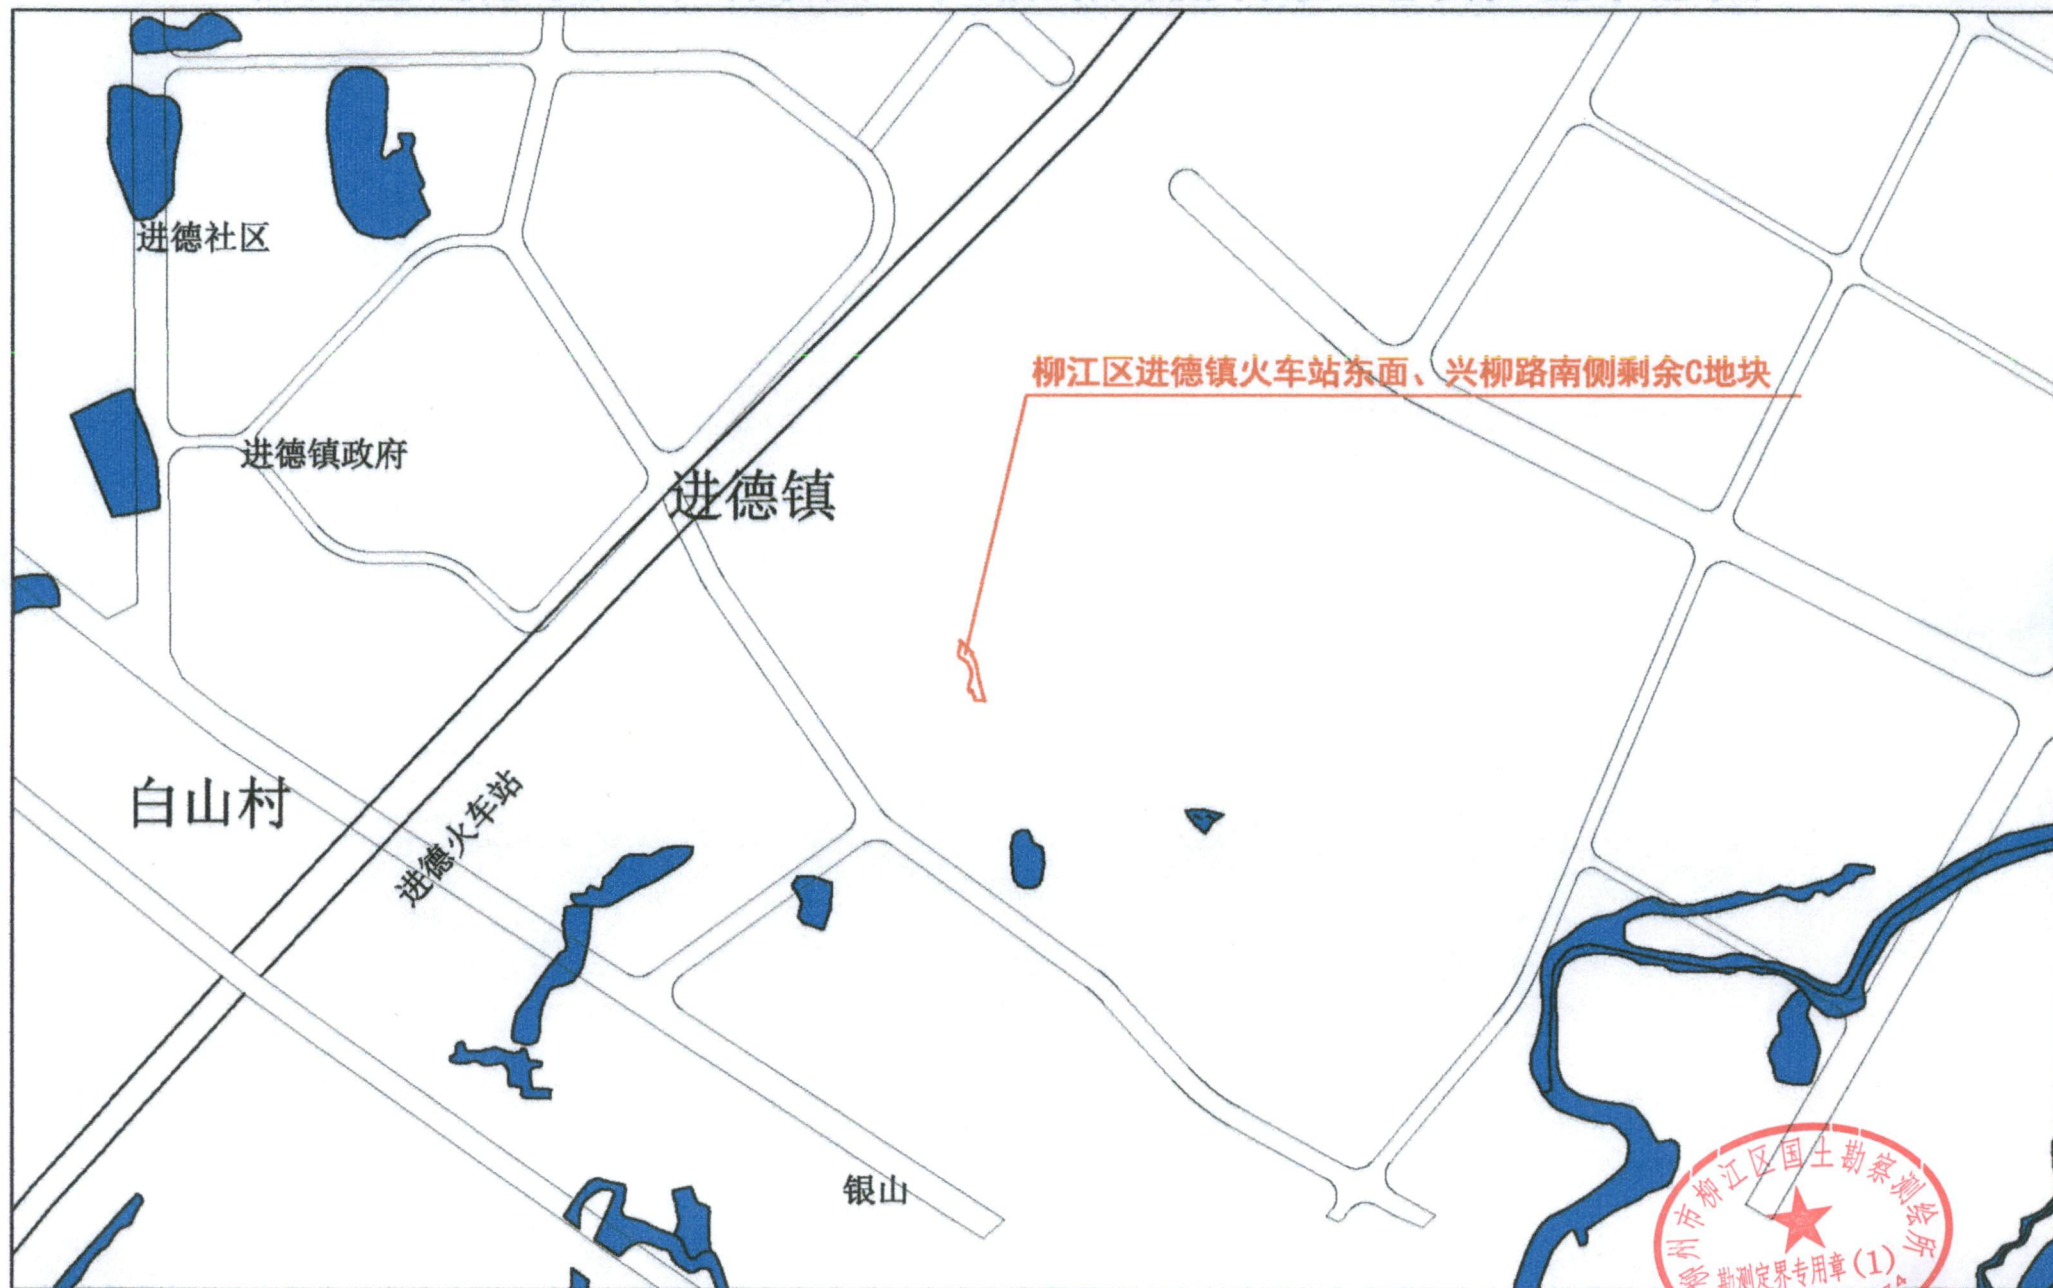 进德社区
柳江区进德镇火车站东面、兴柳路南侧剩余C地块
进德镇政府
进德镇
白山村
进德火车站
银山
柳州市柳江区国土勘察测绘所
勘测定界专用章(1)